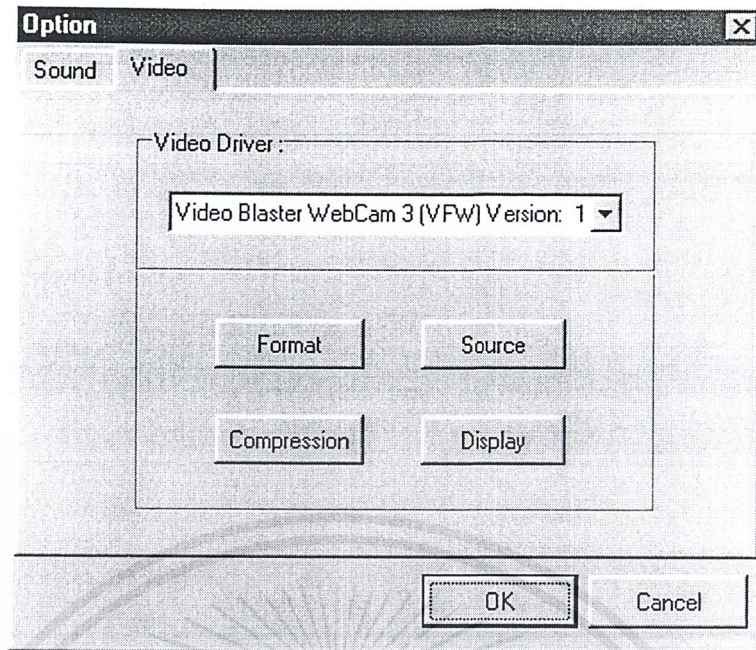 Option
Sound Video
Video Driver :
Video Blaster WebCam 3 (VFW) Version: 1
Format Source
Compression Display
OK Cancel